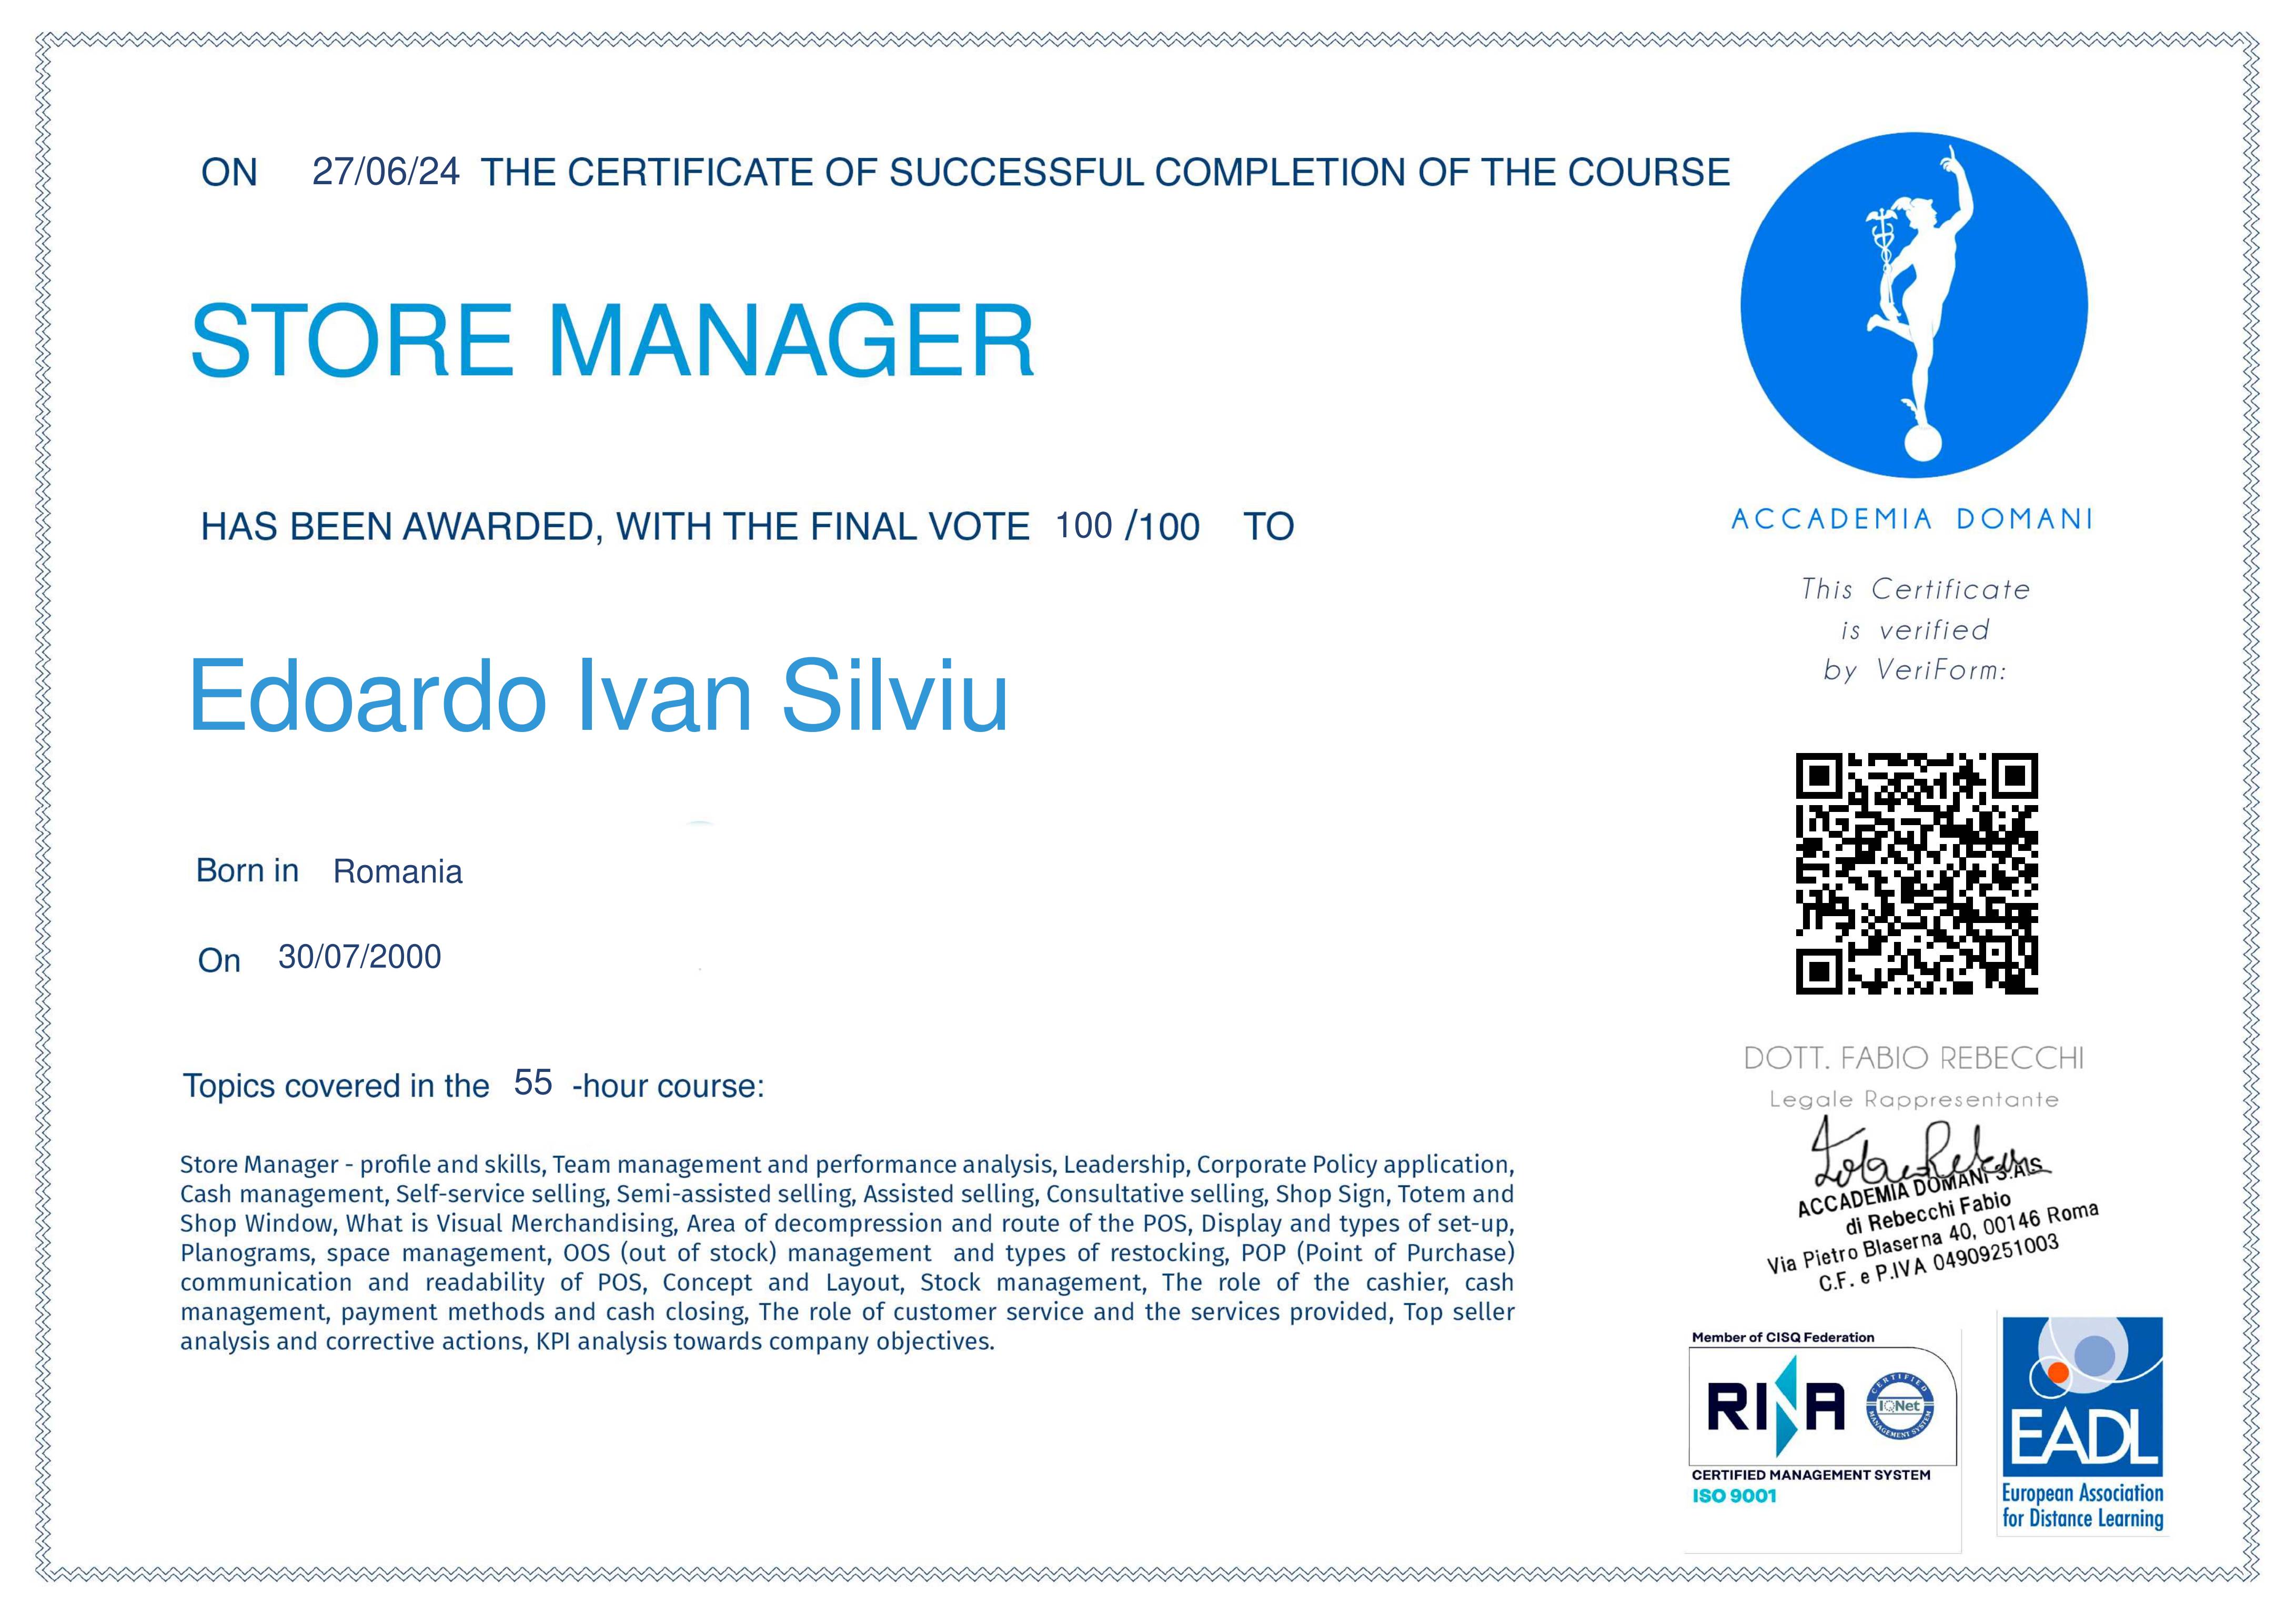 ON 27/06/24 THE CERTIFICATE OF SUCCESSFUL COMPLETION OF THE COURSE
STORE MANAGER
HAS BEEN AWARDED, WITH THE FINAL VOTE 100 /100 TO
Edoardo Ivan Silviu
Born in Romania
On 30/07/2000
Topics covered in the 55 -hour course:
Store Manager - profile and skills, Team management and performance analysis, Leadership, Corporate Policy application,
Cash management, Self-service selling, Semi-assisted selling, Assisted selling, Consultative selling, Shop Sign, Totem and
Shop Window, What is Visual Merchandising, Area of decompression and route of the POS, Display and types of set-up,
Planograms, space management, OOS (out of stock) management and types of restocking, POP (Point of Purchase)
communication and readability of POS, Concept and Layout, Stock management, The role of the cashier, cash
management, payment methods and cash closing, The role of customer service and the services provided, Top seller
analysis and corrective actions, KPI analysis towards company objectives.
ACCADEMIA DOMANI
This Certificate
is verified
by VeriForm:
DOTT. FABIO REBECCHI
Legale Rappresentante
ACCADEMIA DOMANI S.A.S
di Rebecchi Fabio
Via Pietro Blaserna 40, 00146 Roma
C.F. e P.IVA 04909251003
Member of CISQ Federation
RINA
CERTIFIED
IQNet
MANAGEMENT SYSTEM
CERTIFIED MANAGEMENT SYSTEM
ISO 9001
EADL
European Association
for Distance Learning